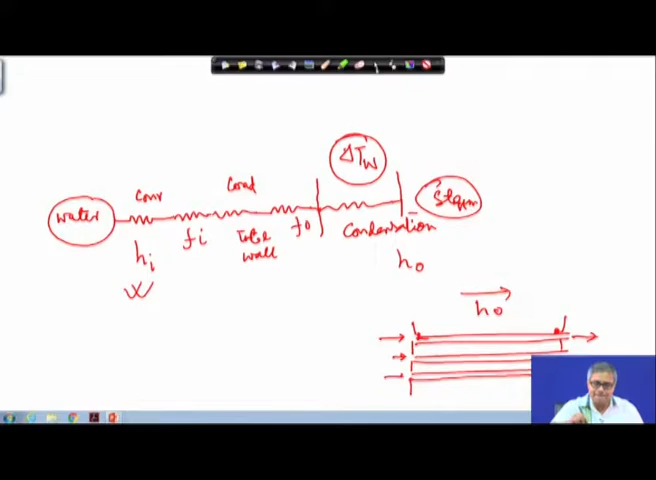 ΔTw
Conv
Cond
water
Steam
fi
Tube
wall
fo
Condensation
hi
ho
ho